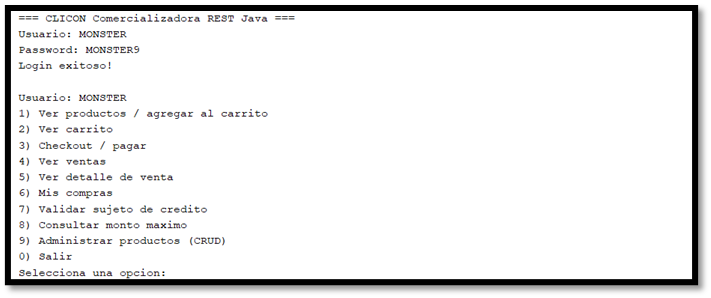 === CLICON Comercializadora REST Java ===
Usuario: MONSTER
Password: MONSTER9
Login exitoso!
Usuario: MONSTER
1) Ver productos / agregar al carrito
2) Ver carrito
3) Checkout / pagar
4) Ver ventas
5) Ver detalle de venta
6) Mis compras
7) Validar sujeto de credito
8) Consultar monto maximo
9) Administrar productos (CRUD)
0) Salir
Selecciona una opcion: